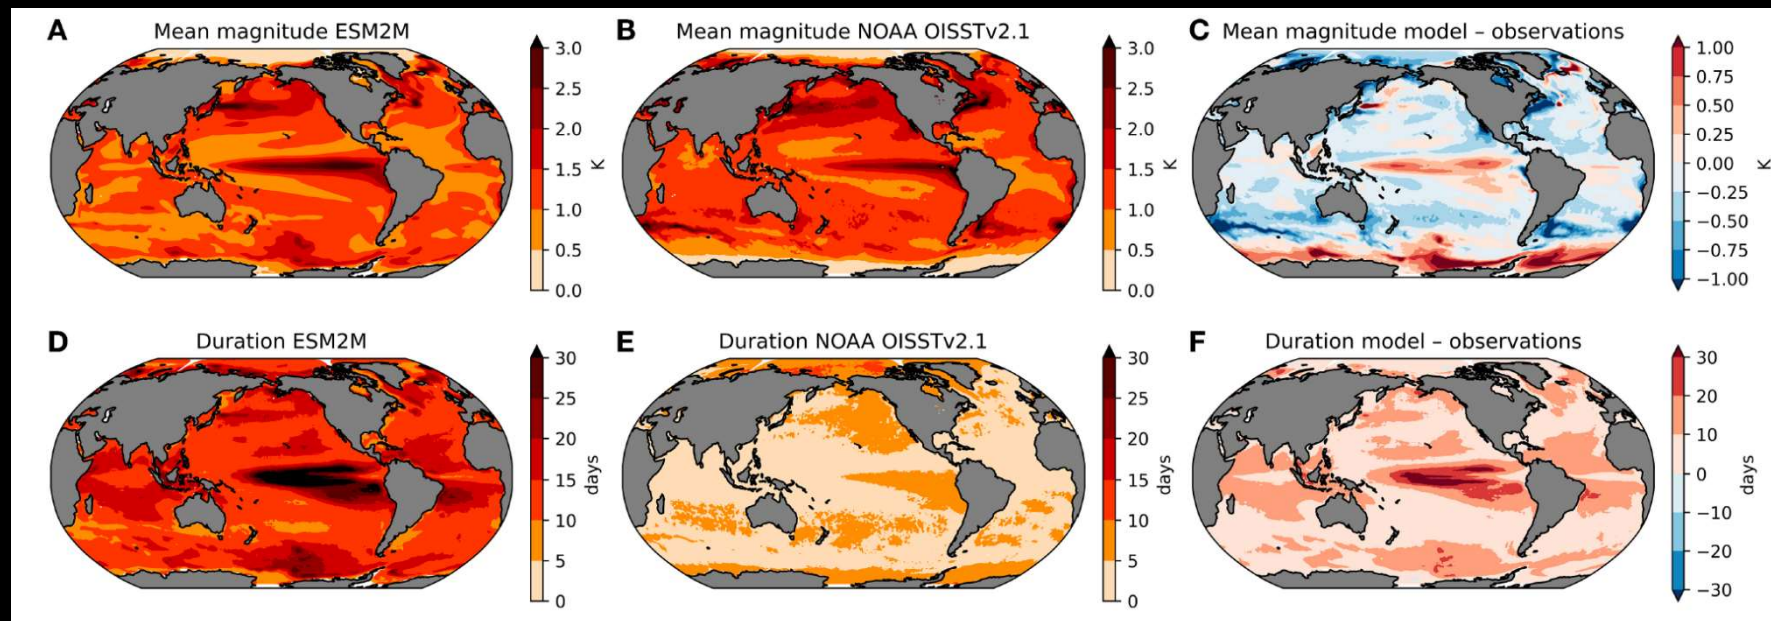 A
Mean magnitude ESM2M
3.0
2.5
2.0
1.5
1.0
0.5
0.0
K
B
Mean magnitude NOAA OISSTv2.1
3.0
2.5
2.0
1.5
1.0
0.5
0.0
K
C
Mean magnitude model – observations
1.00
0.75
0.50
0.25
0.00
−0.25
−0.50
−0.75
−1.00
K
D
Duration ESM2M
30
25
20
15
10
5
0
days
E
Duration NOAA OISSTv2.1
30
25
20
15
10
5
0
days
F
Duration model – observations
30
20
10
0
−10
−20
−30
days